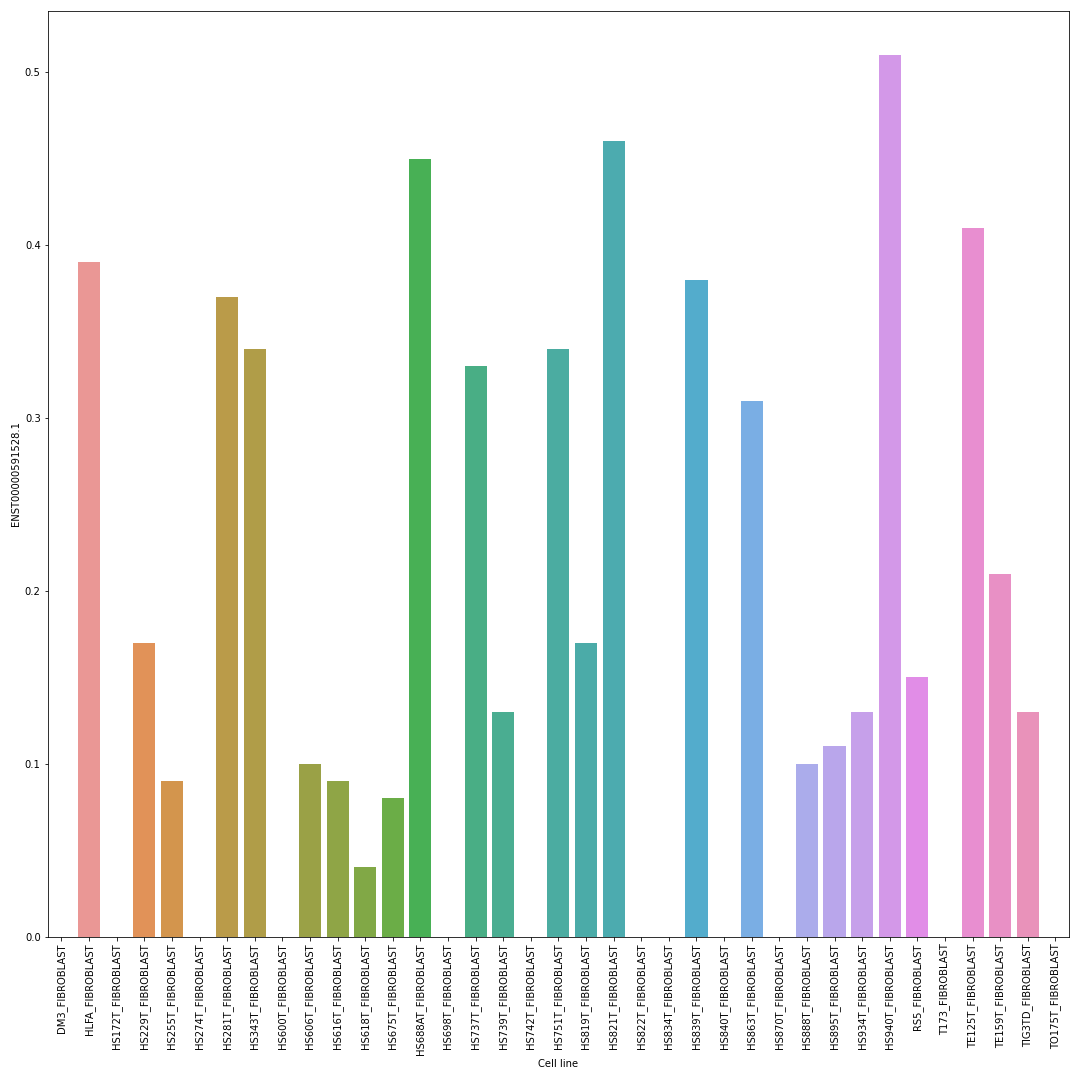 ENST00000591528.1
0.5
0.4
0.3
0.2
0.1
0.0
DM3_FIBROBLAST
HLFA_FIBROBLAST
HS172T_FIBROBLAST
HS229T_FIBROBLAST
HS255T_FIBROBLAST
HS274T_FIBROBLAST
HS281T_FIBROBLAST
HS343T_FIBROBLAST
HS600T_FIBROBLAST
HS606T_FIBROBLAST
HS616T_FIBROBLAST
HS618T_FIBROBLAST
HS675T_FIBROBLAST
HS688AT_FIBROBLAST
HS698T_FIBROBLAST
HS737T_FIBROBLAST
HS739T_FIBROBLAST
HS742T_FIBROBLAST
HS751T_FIBROBLAST
HS819T_FIBROBLAST
HS821T_FIBROBLAST
HS822T_FIBROBLAST
HS834T_FIBROBLAST
HS839T_FIBROBLAST
HS840T_FIBROBLAST
HS863T_FIBROBLAST
HS870T_FIBROBLAST
HS888T_FIBROBLAST
HS895T_FIBROBLAST
HS934T_FIBROBLAST
HS940T_FIBROBLAST
RS5_FIBROBLAST
T173_FIBROBLAST
TE125T_FIBROBLAST
TE159T_FIBROBLAST
TIG3TD_FIBROBLAST
TO175T_FIBROBLAST
Cell line